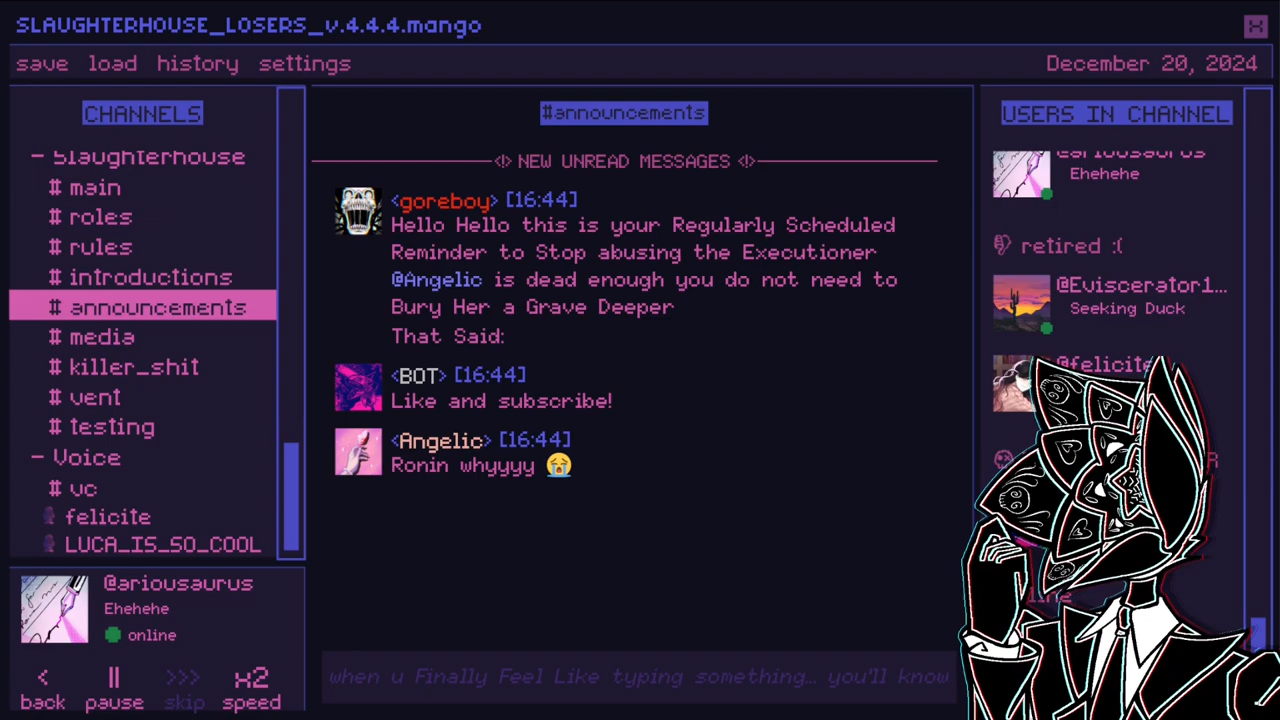 SLAUGHTERHOUSE_LOSERS_v.4.4.4.mango
save load history settings
December 20, 2024
CHANNELS
- Slaughterhouse
# main
# roles
# rules
# introductions
# announcements
# media
# killer_shit
# vent
# testing
- Voice
# vc
felicite
LUCA_IS_SO_COOL
@ariousaurus
Ehehehe
online
< back
|| pause
>>> skip
x2 speed
#announcements
NEW UNREAD MESSAGES
<goreboy> [16:44]
Hello Hello this is your Regularly Scheduled
Reminder to Stop abusing the Executioner
@Angelic is dead enough you do not need to
Bury Her a Grave Deeper
That Said:
<BOT> [16:44]
Like and subscribe!
<Angelic> [16:44]
Ronin whyyyy 😭
when u Finally Feel Like typing something... you'll know
USERS IN CHANNEL
@ariousaurus
Ehehehe
retired :(
@Eviscerator1...
Seeking Duck
@felicite